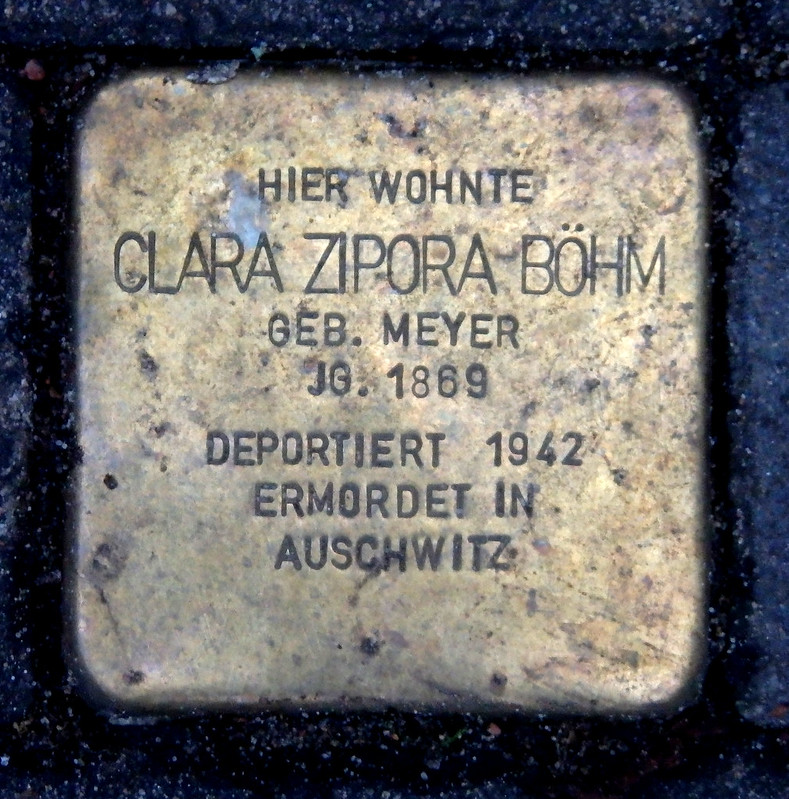 HIER WOHNTE
CLARA ZIPORA BÖHM
GEB. MEYER
JG. 1869
DEPORTIERT 1942
ERMORDET IN
AUSCHWITZ